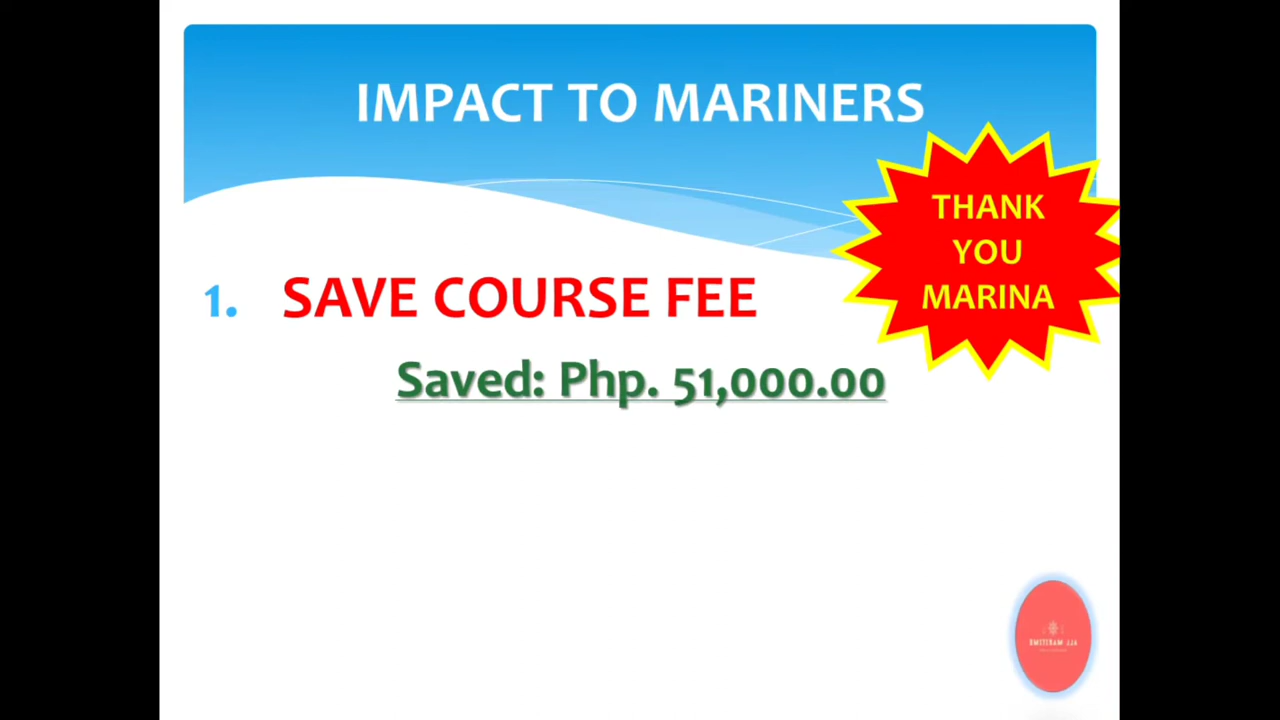 IMPACT TO MARINERS
THANK
YOU
MARINA
1. SAVE COURSE FEE
Saved: Php. 51,000.00